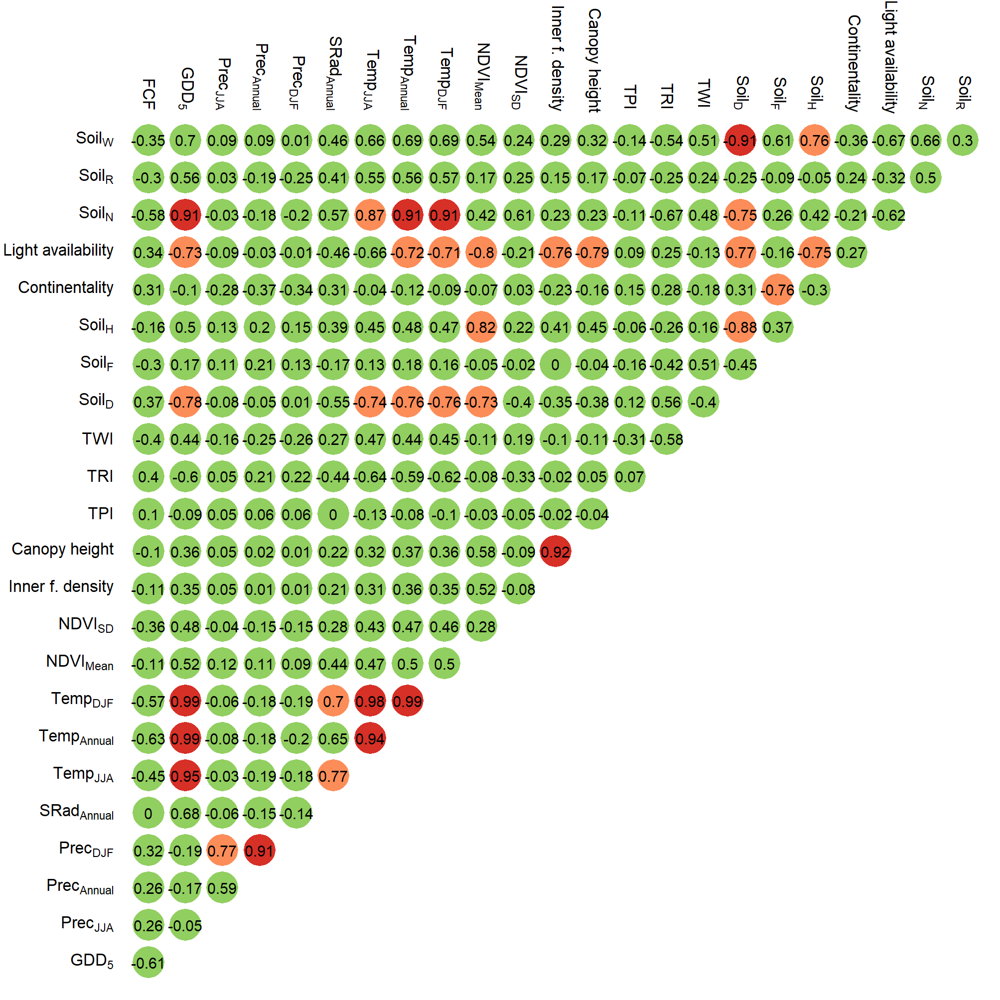 FCF GDD5 PrecJJA PrecAnnual PrecDJF SRadAnnual TempJJA TempAnnual TempDJF NDVIMean NDVISD Inner f. density Canopy height TPI TRI TWI SoilD SoilF SoilH Continentality Light availability SoilN SoilR
SoilW -0.35 0.7 0.09 0.09 0.01 0.46 0.66 0.69 0.69 0.54 0.24 0.29 0.32 -0.14 -0.54 0.51 -0.91 0.61 0.76 -0.36 -0.67 0.66 0.3
SoilR -0.3 0.56 0.03 -0.19 -0.25 0.41 0.55 0.56 0.57 0.17 0.25 0.15 0.17 -0.07 -0.25 0.24 -0.25 -0.09 -0.05 0.24 -0.32 0.5
SoilN -0.58 0.91 -0.03 -0.18 -0.2 0.57 0.87 0.91 0.91 0.42 0.61 0.23 0.23 -0.11 -0.67 0.48 -0.75 0.26 0.42 -0.21 -0.62
Light availability 0.34 -0.73 -0.09 -0.03 -0.01 -0.46 -0.66 -0.72 -0.71 -0.8 -0.21 -0.76 -0.79 0.09 0.25 -0.13 0.77 -0.16 -0.75 0.27
Continentality 0.31 -0.1 -0.28 -0.37 -0.34 0.31 -0.04 -0.12 -0.09 -0.07 0.03 -0.23 -0.16 0.15 0.28 -0.18 0.31 -0.76 -0.3
SoilH -0.16 0.5 0.13 0.2 0.15 0.39 0.45 0.48 0.47 0.82 0.22 0.41 0.45 -0.06 -0.26 0.16 -0.88 0.37
SoilF -0.3 0.17 0.11 0.21 0.13 -0.17 0.13 0.18 0.16 -0.05 -0.02 0 -0.04 -0.16 -0.42 0.51 -0.45
SoilD 0.37 -0.78 -0.08 -0.05 0.01 -0.55 -0.74 -0.76 -0.76 -0.73 -0.4 -0.35 -0.38 0.12 0.56 -0.4
TWI -0.4 0.44 -0.16 -0.25 -0.26 0.27 0.47 0.44 0.45 -0.11 0.19 -0.1 -0.11 -0.31 -0.58
TRI 0.4 -0.6 0.05 0.21 0.22 -0.44 -0.64 -0.59 -0.62 -0.08 -0.33 -0.02 0.05 0.07
TPI 0.1 -0.09 0.05 0.06 0.06 0 -0.13 -0.08 -0.1 -0.03 -0.05 -0.02 -0.04
Canopy height -0.1 0.36 0.05 0.02 0.01 0.22 0.32 0.37 0.36 0.58 -0.09 0.92
Inner f. density -0.11 0.35 0.05 0.01 0.01 0.21 0.31 0.36 0.35 0.52 -0.08
NDVISD -0.36 0.48 -0.04 -0.15 -0.15 0.28 0.43 0.47 0.46 0.28
NDVIMean -0.11 0.52 0.12 0.11 0.09 0.44 0.47 0.5 0.5
TempDJF -0.57 0.99 -0.06 -0.18 -0.19 0.7 0.98 0.99
TempAnnual -0.63 0.99 -0.08 -0.18 -0.2 0.65 0.94
TempJJA -0.45 0.95 -0.03 -0.19 -0.18 0.77
SRadAnnual 0 0.68 -0.06 -0.15 -0.14
PrecDJF 0.32 -0.19 0.77 0.91
PrecAnnual 0.26 -0.17 0.59
PrecJJA 0.26 -0.05
GDD5 -0.61